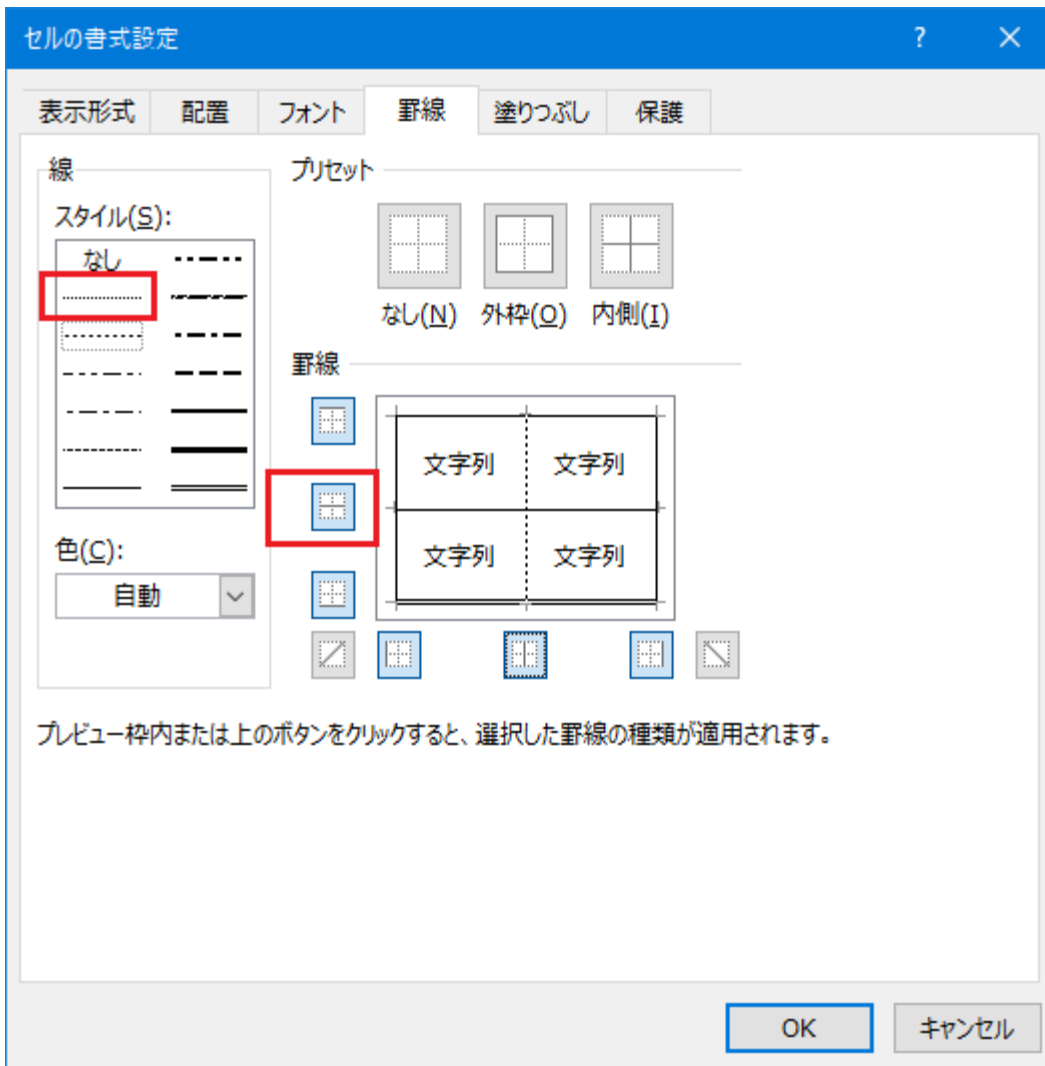 セルの書式設定 ?
表示形式 配置 フォント 罫線 塗りつぶし 保護
線
スタイル(S):
なし
色(C):
自動
プリセット
なし(N) 外枠(O) 内側(I)
罫線
文字列 文字列
文字列 文字列
プレビュー枠内または上のボタンをクリックすると、選択した罫線の種類が適用されます。
OK キャンセル